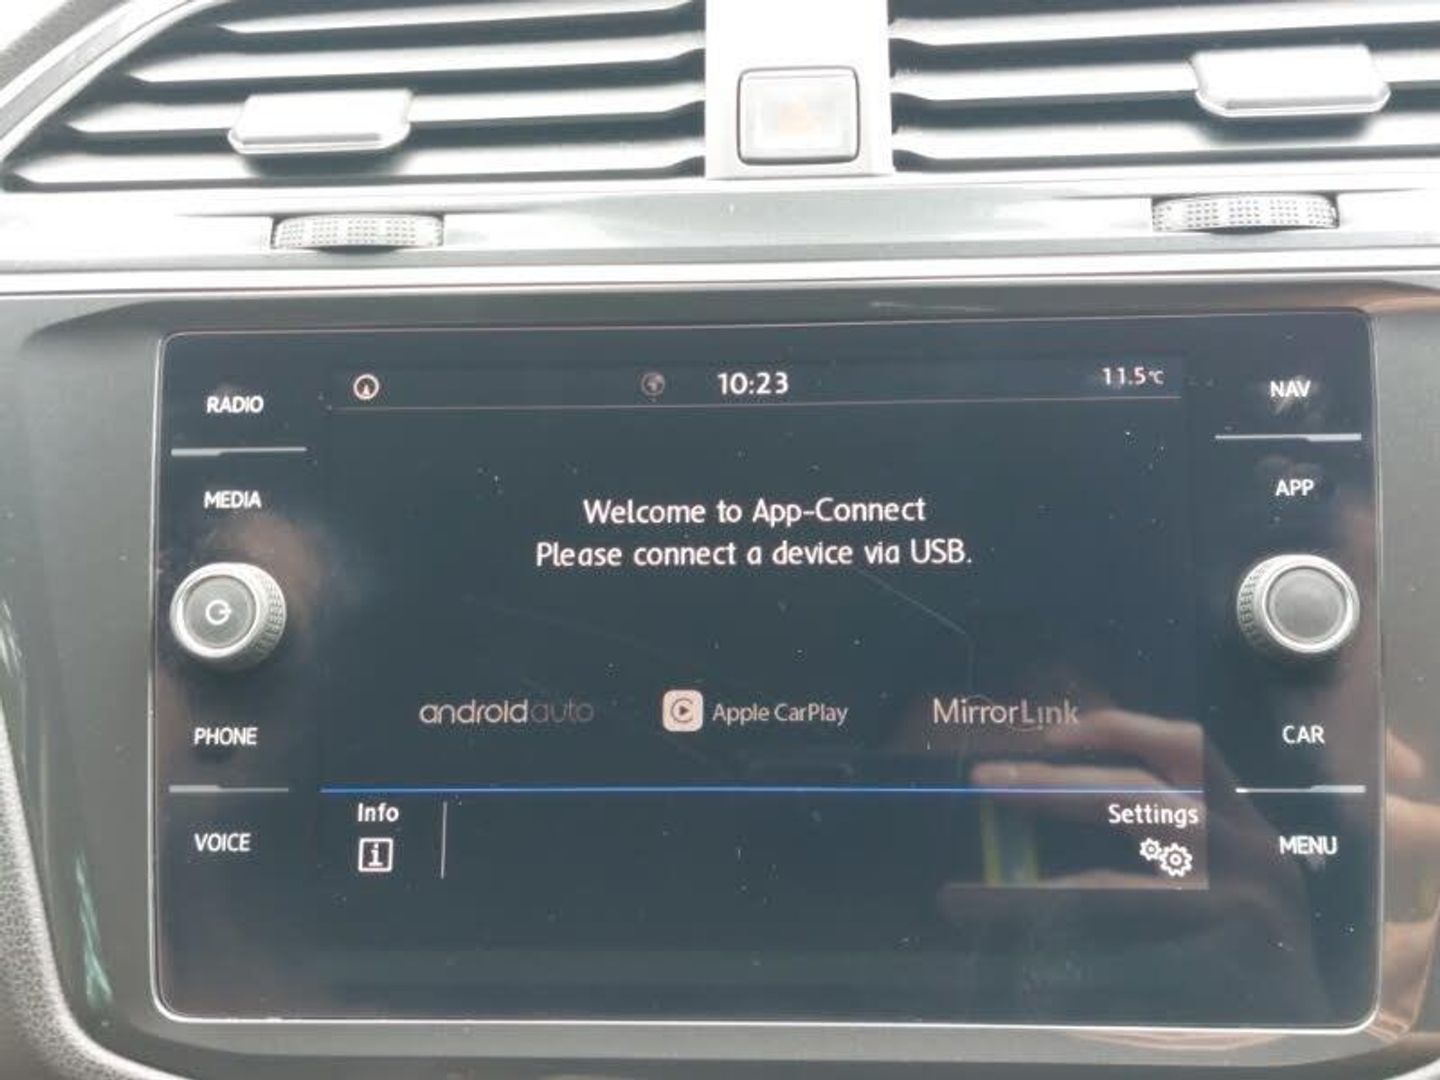 RADIO
10:23
11.5°C
NAV
MEDIA
Welcome to App-Connect
APP
Please connect a device via USB.
androidauto
Apple CarPlay
MirrorLink
PHONE
CAR
Info
Settings
VOICE
MENU